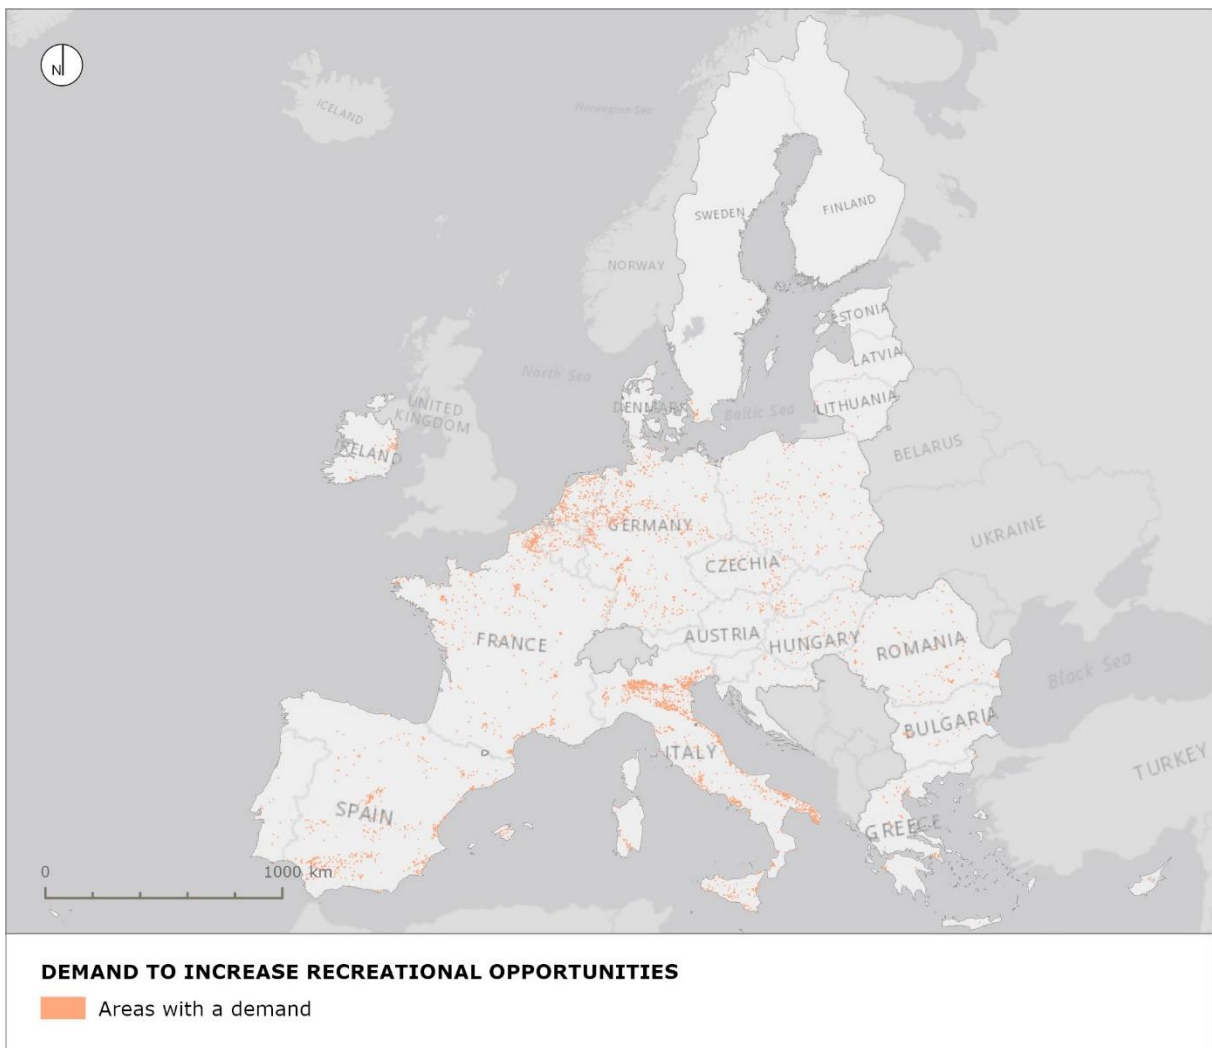 N
ICELAND
Norwegian Sea
SWEDEN
FINLAND
NORWAY
ESTONIA
LATVIA
North Sea
DENMARK
Baltic Sea
LITHUANIA
UNITED
KINGDOM
IRELAND
BELARUS
GERMANY
UKRAINE
CZECHIA
FRANCE
AUSTRIA
HUNGARY
ROMANIA
Black Sea
BULGARIA
ITALY
TURKEY
SPAIN
GREECE
0
1000 km
DEMAND TO INCREASE RECREATIONAL OPPORTUNITIES
Areas with a demand